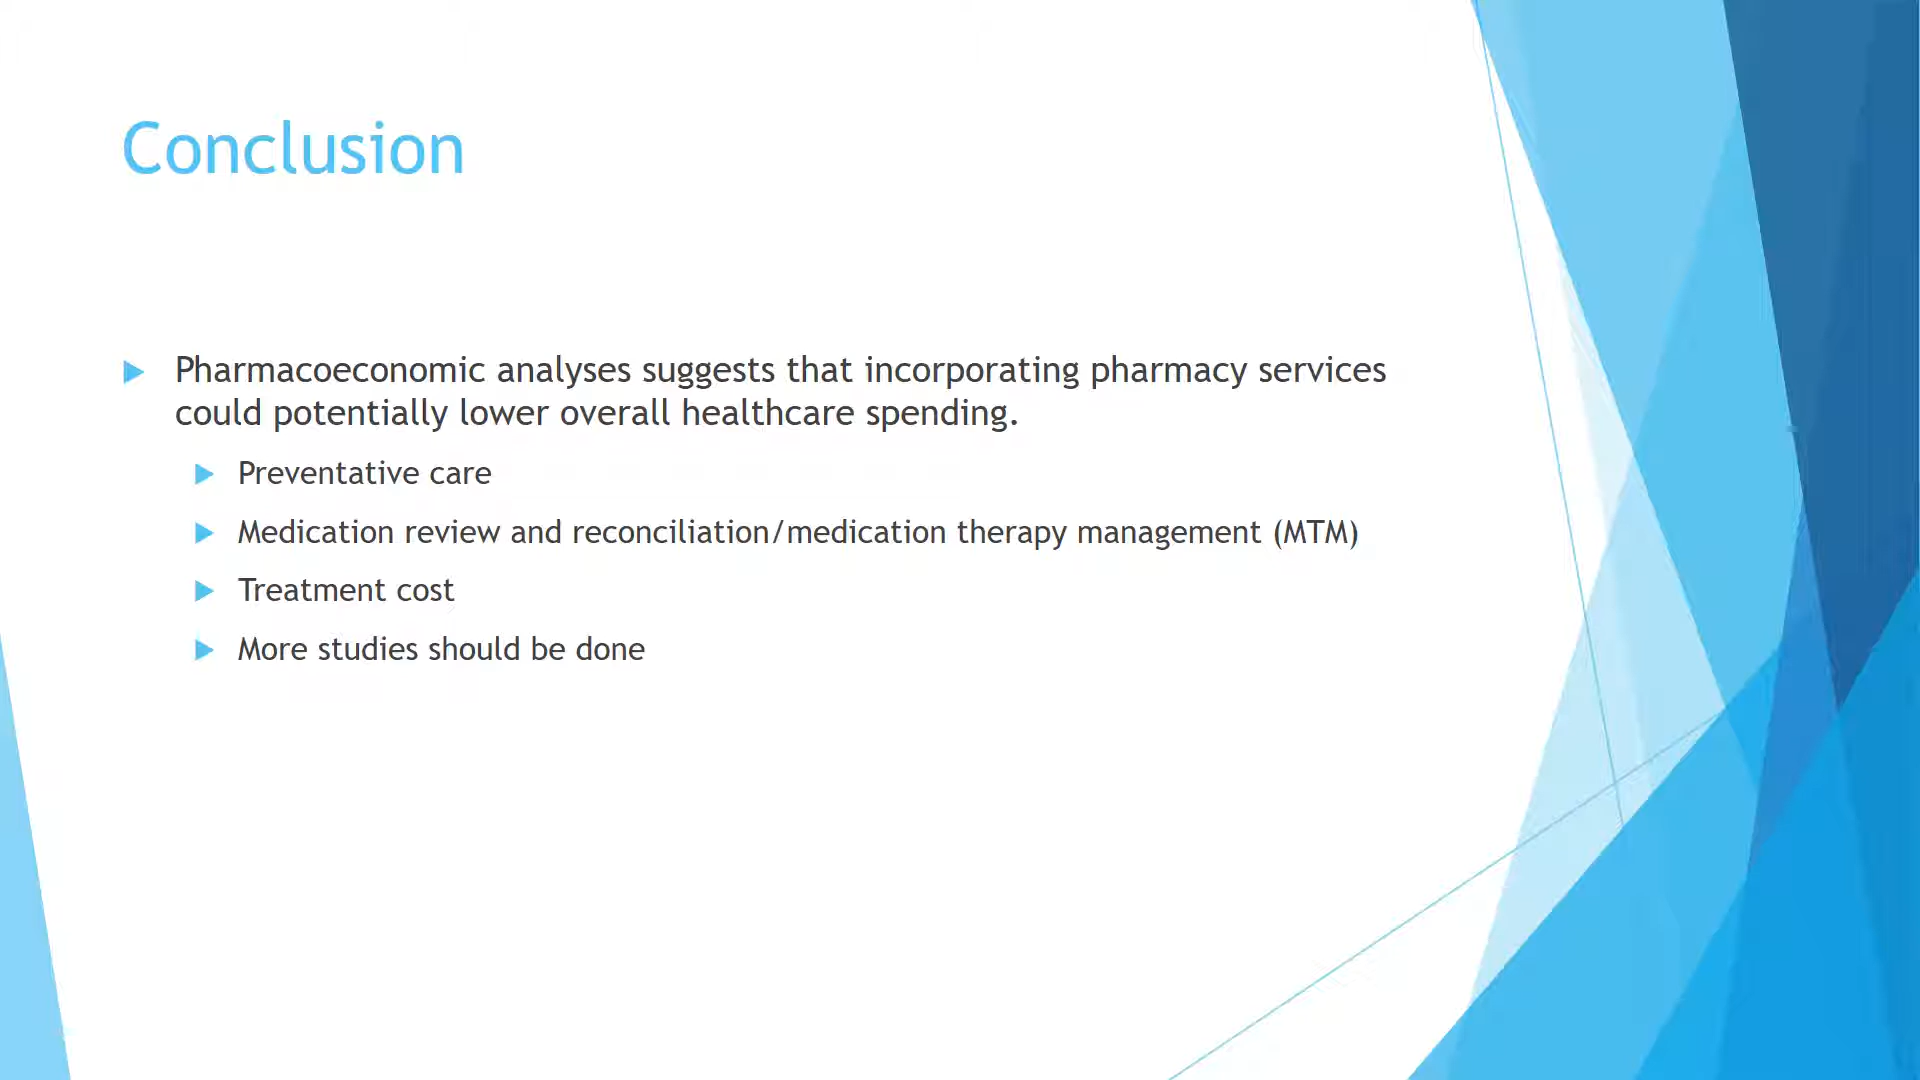 Conclusion
Pharmacoeconomic analyses suggests that incorporating pharmacy services
could potentially lower overall healthcare spending.
Preventative care
Medication review and reconciliation/medication therapy management (MTM)
Treatment cost
More studies should be done